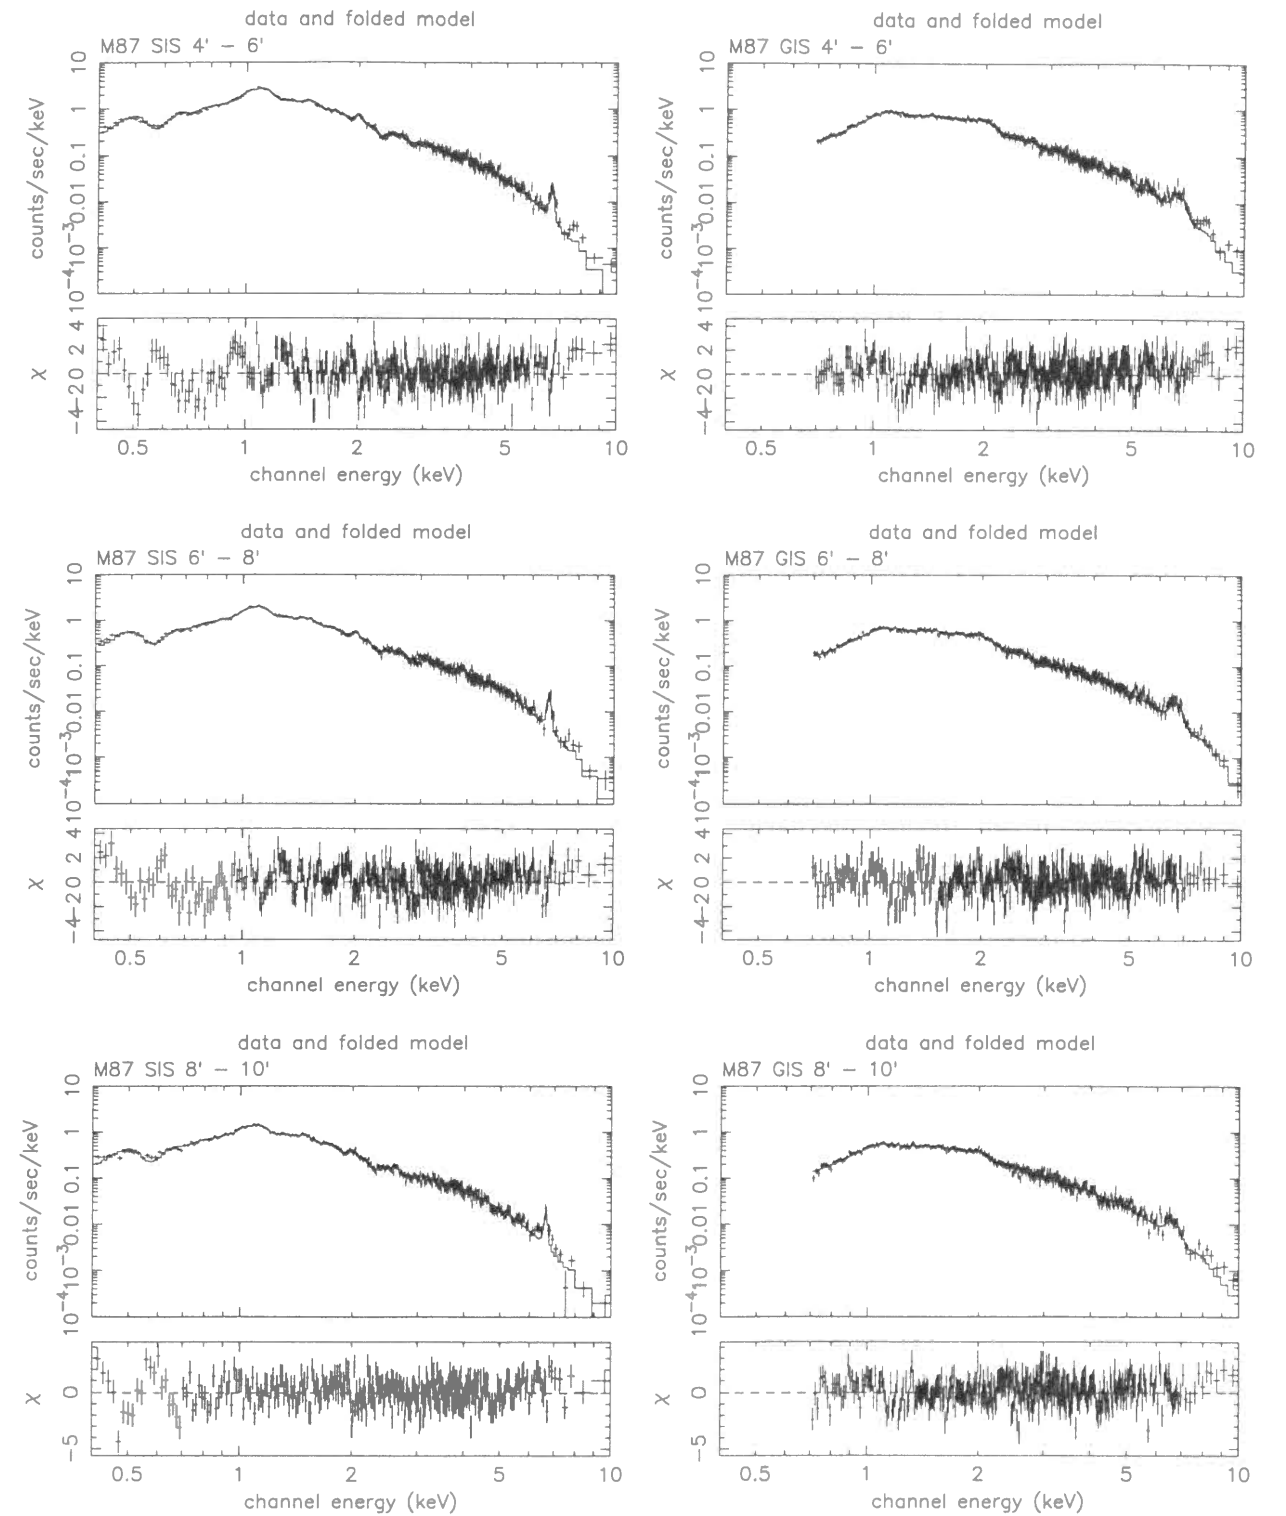 data and folded model
M87 SIS 4' – 6'
10
1
0.1
0.01
10−3
10−4
counts/sec/keV
4
2
0
−2
−4
χ
0.5 1 2 5 10
channel energy (keV)
data and folded model
M87 GIS 4' – 6'
10
1
0.1
0.01
10−3
10−4
counts/sec/keV
4
2
0
−2
−4
χ
0.5 1 2 5 10
channel energy (keV)
data and folded model
M87 SIS 6' – 8'
10
1
0.1
0.01
10−3
10−4
counts/sec/keV
4
2
0
−2
−4
χ
0.5 1 2 5 10
channel energy (keV)
data and folded model
M87 GIS 6' – 8'
10
1
0.1
0.01
10−3
10−4
counts/sec/keV
4
2
0
−2
−4
χ
0.5 1 2 5 10
channel energy (keV)
data and folded model
M87 SIS 8' – 10'
10
1
0.1
0.01
10−3
10−4
counts/sec/keV
0
−5
χ
0.5 1 2 5 10
channel energy (keV)
data and folded model
M87 GIS 8' – 10'
10
1
0.1
0.01
10−3
10−4
counts/sec/keV
0
−5
χ
0.5 1 2 5 10
channel energy (keV)